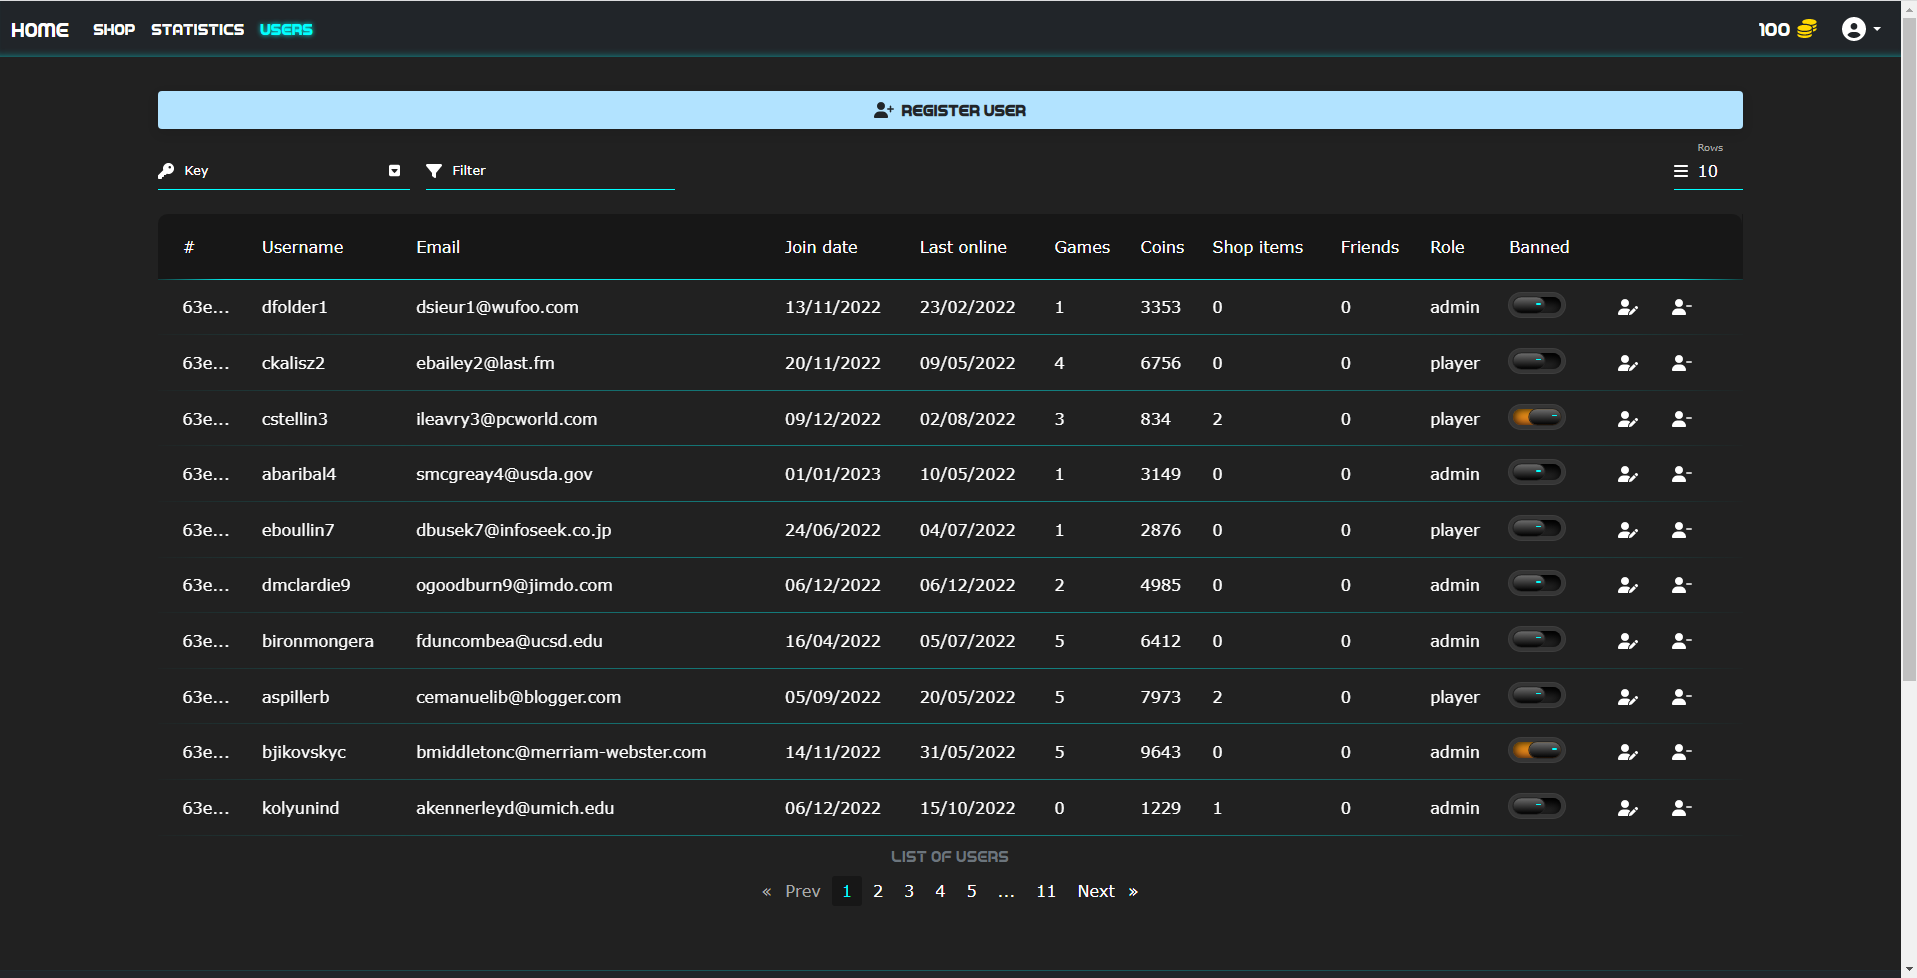 HOME SHOP STATISTICS USERS 100
REGISTER USER
Key Filter Rows 10
# Username Email Join date Last online Games Coins Shop items Friends Role Banned
63e... dfolder1 dsieur1@wufoo.com 13/11/2022 23/02/2022 1 3353 0 0 admin
63e... ckalisz2 ebailey2@last.fm 20/11/2022 09/05/2022 4 6756 0 0 player
63e... cstellin3 ileavry3@pcworld.com 09/12/2022 02/08/2022 3 834 2 0 player
63e... abaribal4 smcgreay4@usda.gov 01/01/2023 10/05/2022 1 3149 0 0 admin
63e... eboullin7 dbusek7@infoseek.co.jp 24/06/2022 04/07/2022 1 2876 0 0 player
63e... dmclardie9 ogoodburn9@jimdo.com 06/12/2022 06/12/2022 2 4985 0 0 admin
63e... bironmongera fduncombea@ucsd.edu 16/04/2022 05/07/2022 5 6412 0 0 admin
63e... aspillerb cemanuelib@blogger.com 05/09/2022 20/05/2022 5 7973 2 0 player
63e... bjikovskyc bmiddletonc@merriam-webster.com 14/11/2022 31/05/2022 5 9643 0 0 admin
63e... kolyunind akennerleyd@umich.edu 06/12/2022 15/10/2022 0 1229 1 0 admin
LIST OF USERS
« Prev 1 2 3 4 5 ... 11 Next »